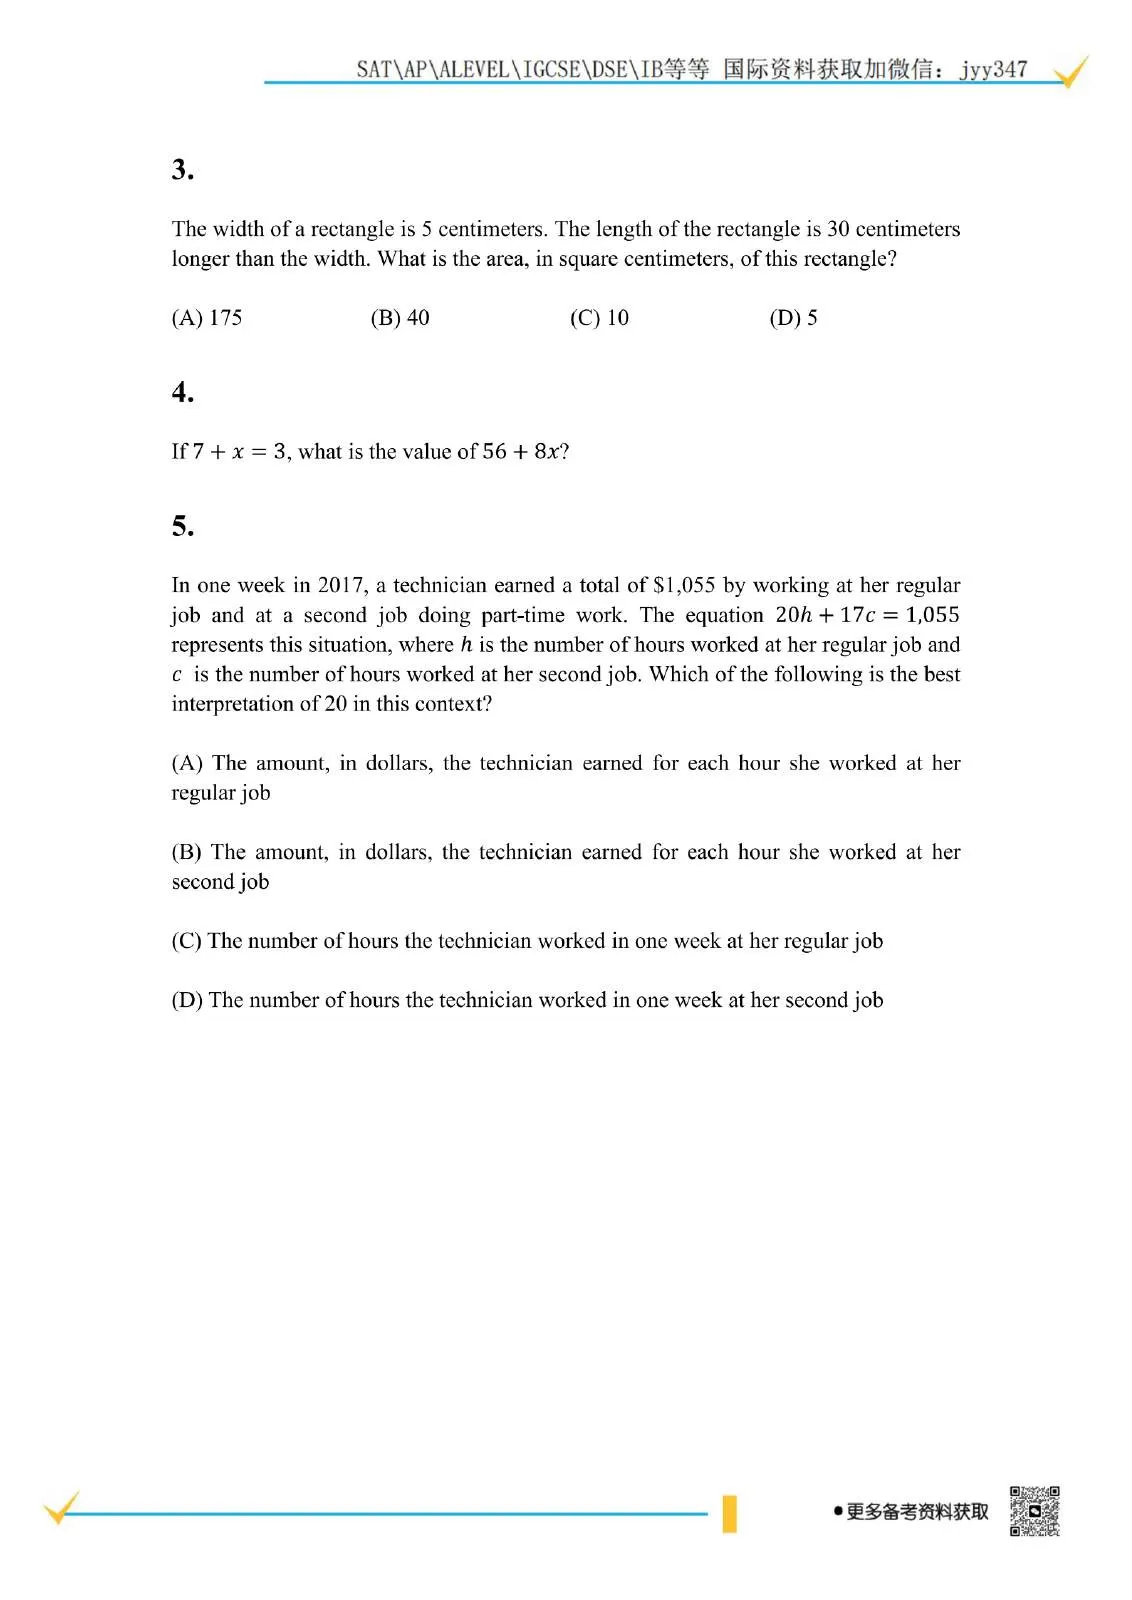 SAT\AP\ALEVEL\IGCSE\DSE\IB等等 国际资料获取加微信: jyy347
3.
The width of a rectangle is 5 centimeters. The length of the rectangle is 30 centimeters
longer than the width. What is the area, in square centimeters, of this rectangle?
(A) 175 (B) 40 (C) 10 (D) 5
4.
If 7 + x = 3, what is the value of 56 + 8x?
5.
In one week in 2017, a technician earned a total of $1,055 by working at her regular
job and at a second job doing part-time work. The equation 20h + 17c = 1,055
represents this situation, where h is the number of hours worked at her regular job and
c is the number of hours worked at her second job. Which of the following is the best
interpretation of 20 in this context?
(A) The amount, in dollars, the technician earned for each hour she worked at her
regular job
(B) The amount, in dollars, the technician earned for each hour she worked at her
second job
(C) The number of hours the technician worked in one week at her regular job
(D) The number of hours the technician worked in one week at her second job
•更多备考资料获取